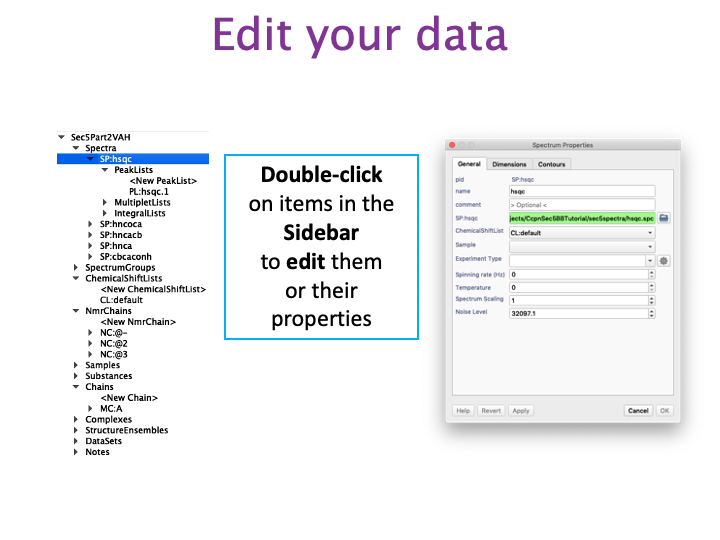 Edit your data
Sec5Part2VAH
Spectra
SP:hsqc
PeakLists
<New PeakList>
PL:hsqc.1
MultipletLists
IntegralLists
SP:hncoca
SP:hncacb
SP:hnca
SP:cbcaconh
SpectrumGroups
ChemicalShiftLists
<New ChemicalShiftList>
CL:default
NmrChains
<New NmrChain>
NC:@-
NC:@2
NC:@3
Samples
Substances
Chains
<New Chain>
MC:A
Complexes
StructureEnsembles
DataSets
Notes
Double-click
on items in the
Sidebar
to edit them
or their
properties
Spectrum Properties
General Dimensions Contours
pid SP:hsqc
name hsqc
comment > Optional <
SP:hsqc jects/CcpnSec5BBTutorial/sec5spectra/hsqc.spc
ChemicalShiftList CL:default
Sample
Experiment Type
Spinning rate (Hz) 0
Temperature 0
Spectrum Scaling 1
Noise Level 32097.1
Help Revert Apply Cancel OK